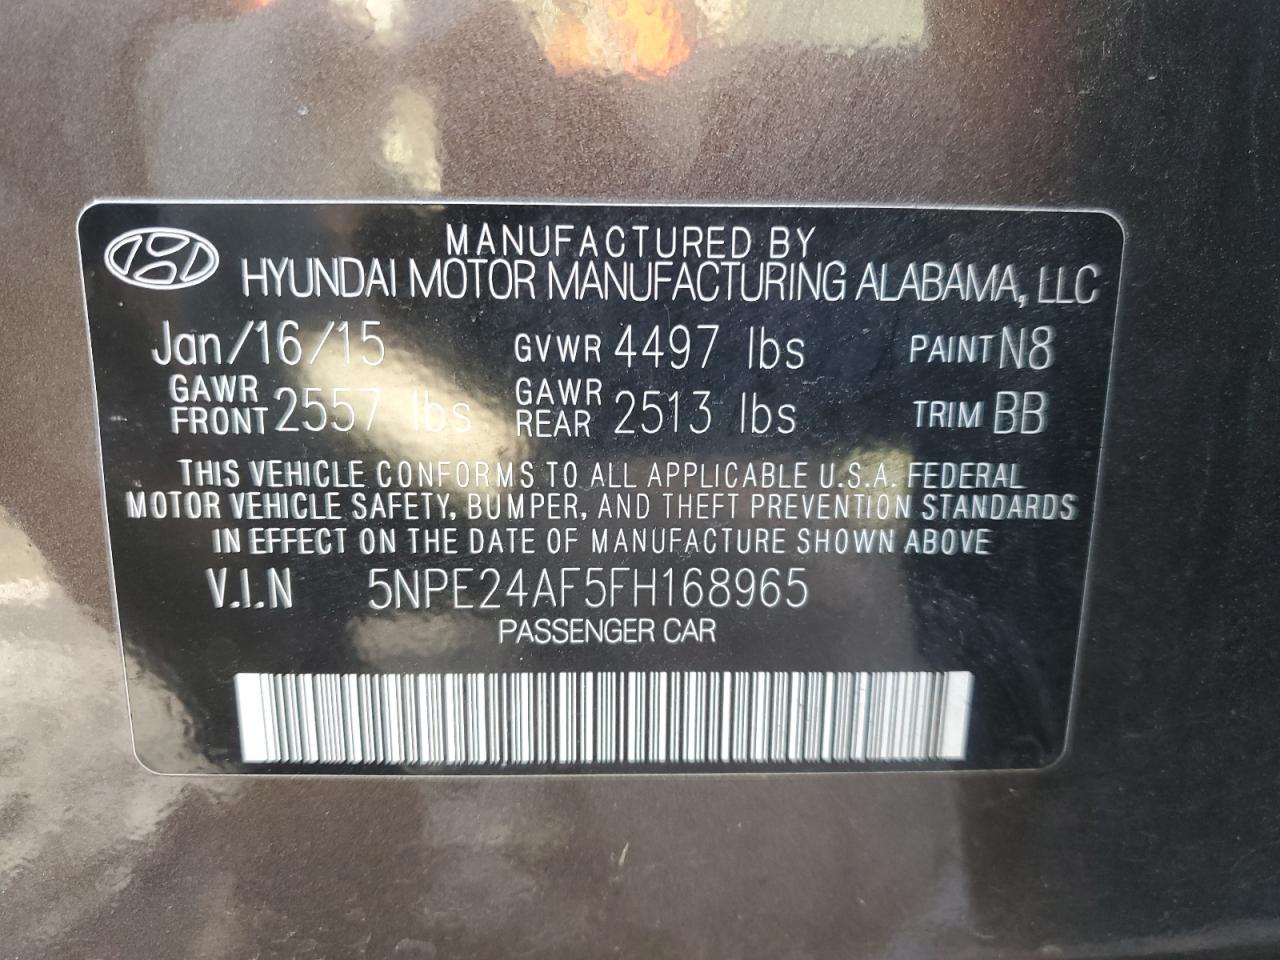 MANUFACTURED BY
HYUNDAI MOTOR MANUFACTURING ALABAMA, LLC
Jan/16/15 GVWR 4497 lbs PAINT N8
GAWR FRONT 2557 lbs GAWR REAR 2513 lbs TRIM BB
THIS VEHICLE CONFORMS TO ALL APPLICABLE U.S.A. FEDERAL
MOTOR VEHICLE SAFETY, BUMPER, AND THEFT PREVENTION STANDARDS
IN EFFECT ON THE DATE OF MANUFACTURE SHOWN ABOVE
V.I.N 5NPE24AF5FH168965
PASSENGER CAR